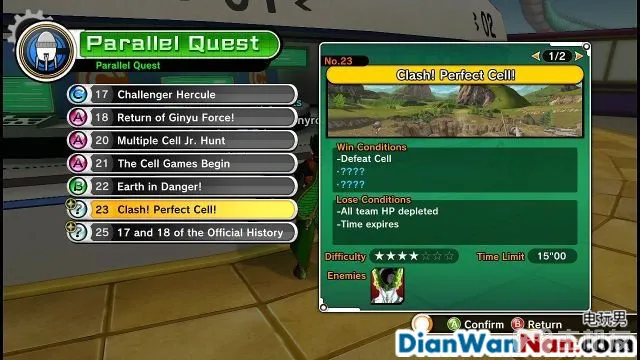 Parallel Quest
Parallel Quest
C 17 Challenger Hercule
A 18 Return of Ginyu Force!
A 20 Multiple Cell Jr. Hunt
A 21 The Cell Games Begin
B 22 Earth in Danger!
? 23 Clash! Perfect Cell!
? 25 17 and 18 of the Official History
No.23
1/2
Clash! Perfect Cell!
Win Conditions
-Defeat Cell
-????
-????
Lose Conditions
-All team HP depleted
-Time expires
Difficulty ★★★★☆☆☆ Time Limit 15"00
Enemies
A Confirm B Return
电玩男
DianWanNan.com